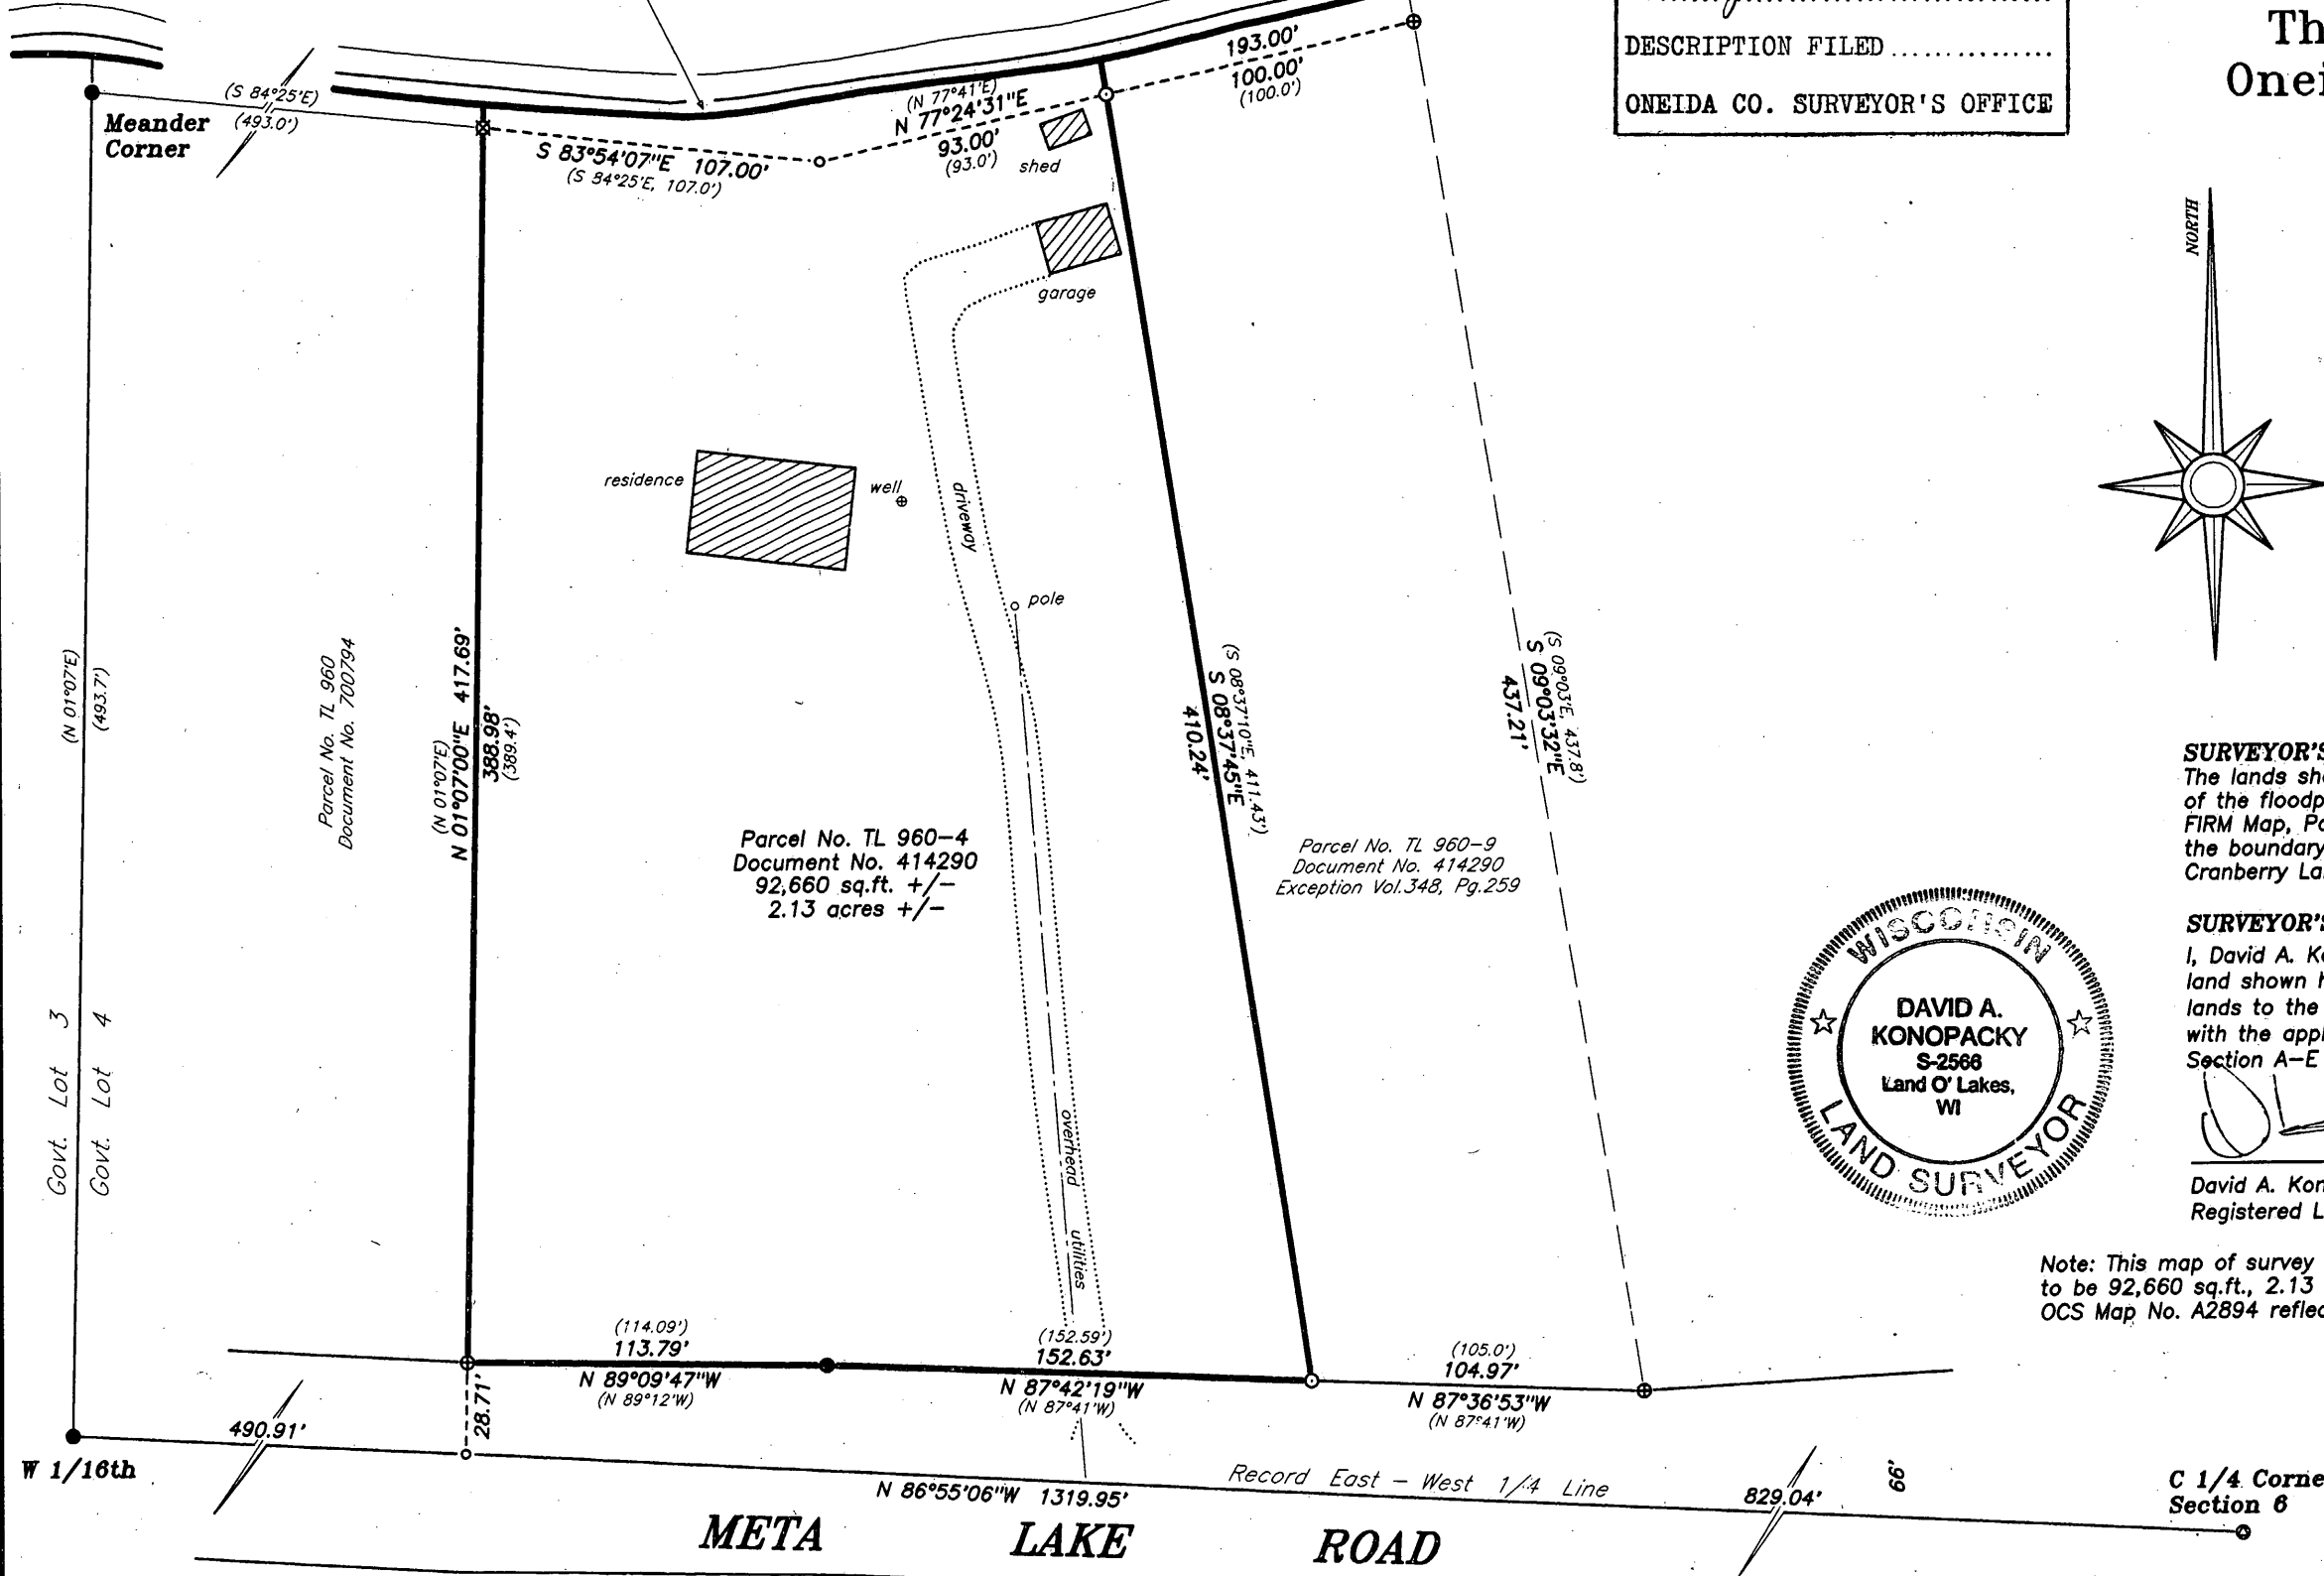 DESCRIPTION FILED ...............
ONEIDA CO. SURVEYOR'S OFFICE
Th
Onei
NORTH
(S 84°25'E)
(493.0')
Meander
Corner
S 83°54'07"E 107.00'
(S 84°25'E, 107.0')
(N 77°41'E)
N 77°24'31"E
93.00'
(93.0')
193.00'
100.00'
(100.0')
shed
garage
residence
well
driveway
pole
overhead utilities
(N 01°07'E)
(493.7')
Parcel No. TL 960
Document No. 700794
(N 01°07'E)
N 01°07'00"E 417.69'
388.98'
(389.4')
Parcel No. TL 960-4
Document No. 414290
92,660 sq.ft. +/-
2.13 acres +/-
(S 08°37'10"E, 411.43')
S 08°37'45"E
410.24'
Parcel No. TL 960-9
Document No. 414290
Exception Vol.348, Pg.259
(S 09°03'E, 437.8')
S 09°03'32"E
437.21'
Govt. Lot 3
Govt. Lot 4
SURVEYOR'S
The lands sh
of the floodp
FIRM Map, Pa
the boundary
Cranberry La
SURVEYOR'S
I, David A. Ko
land shown h
lands to the
with the appl
Section A-E
David A. Kon
Registered L
WISCONSIN
DAVID A.
KONOPACKY
S-2566
Land O' Lakes,
WI
LAND SURVEYOR
Note: This map of survey
to be 92,660 sq.ft., 2.13
OCS Map No. A2894 reflec
(114.09')
113.79'
N 89°09'47"W
(N 89°12'W)
(152.59')
152.63'
N 87°42'19"W
(N 87°41'W)
(105.0')
104.97'
N 87°36'53"W
(N 87°41'W)
28.71'
490.91'
W 1/16th
N 86°55'06"W 1319.95'
Record East - West 1/4 Line
829.04'
66'
C 1/4 Corne
Section 6
META LAKE ROAD